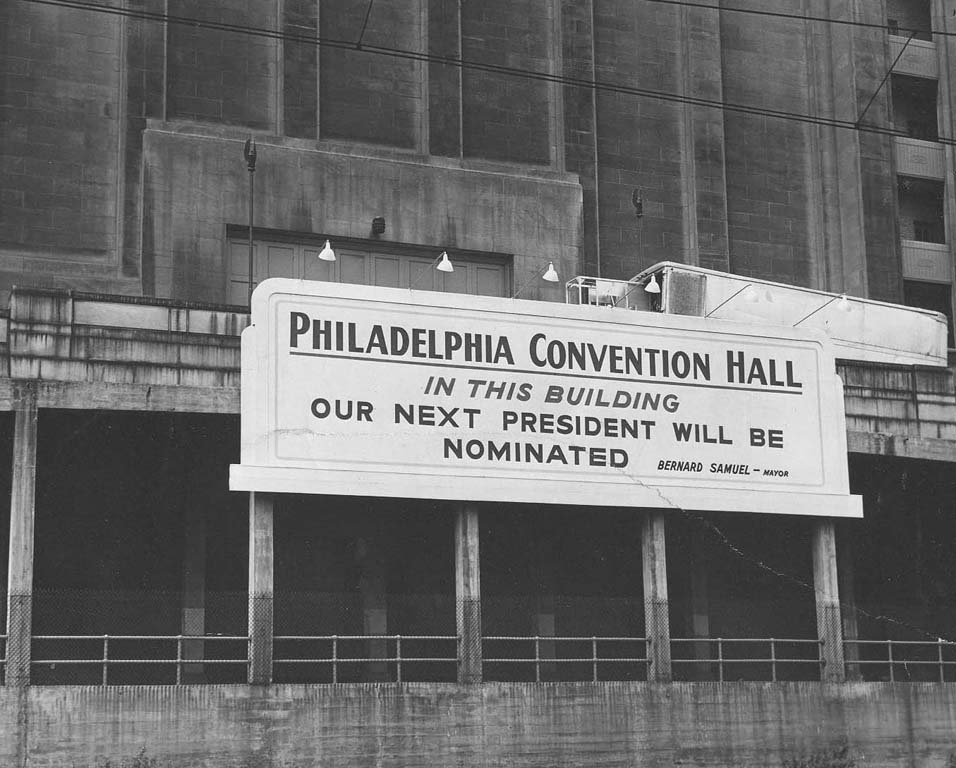 PHILADELPHIA CONVENTION HALL
IN THIS BUILDING
OUR NEXT PRESIDENT WILL BE
NOMINATED
BERNARD SAMUEL - MAYOR